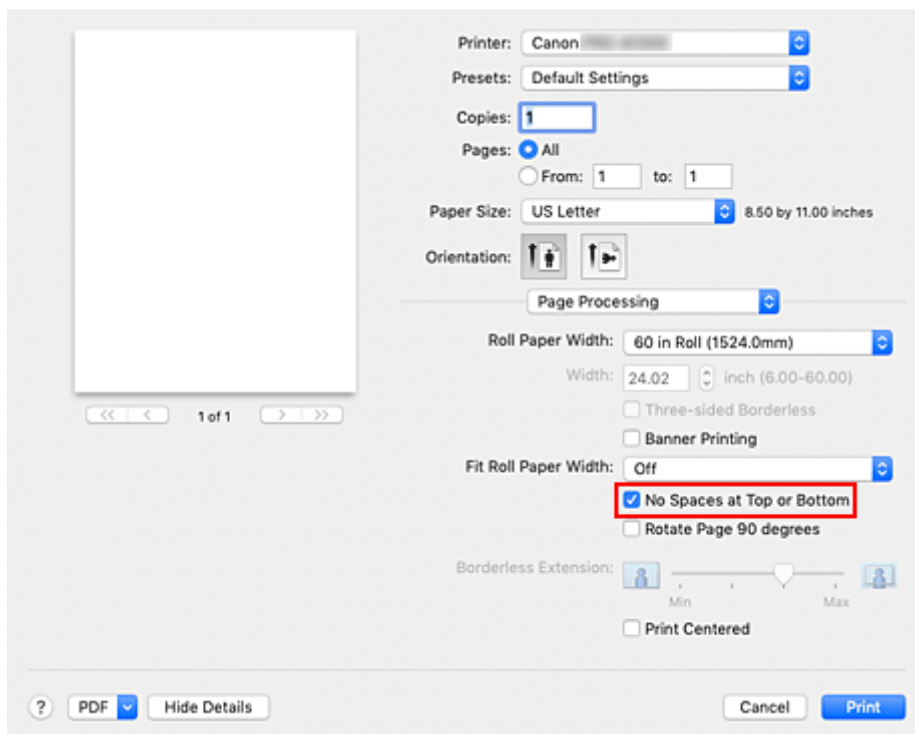 Printer: Canon
Presets: Default Settings
Copies: 1
Pages: All
From: 1 to: 1
Paper Size: US Letter 8.50 by 11.00 inches
Orientation:
Page Processing
Roll Paper Width: 60 in Roll (1524.0mm)
Width: 24.02 inch (6.00-60.00)
Three-sided Borderless
Banner Printing
<< < 1 of 1 > >>
Fit Roll Paper Width: Off
No Spaces at Top or Bottom
Rotate Page 90 degrees
Borderless Extension:
Min Max
Print Centered
? PDF Hide Details Cancel Print